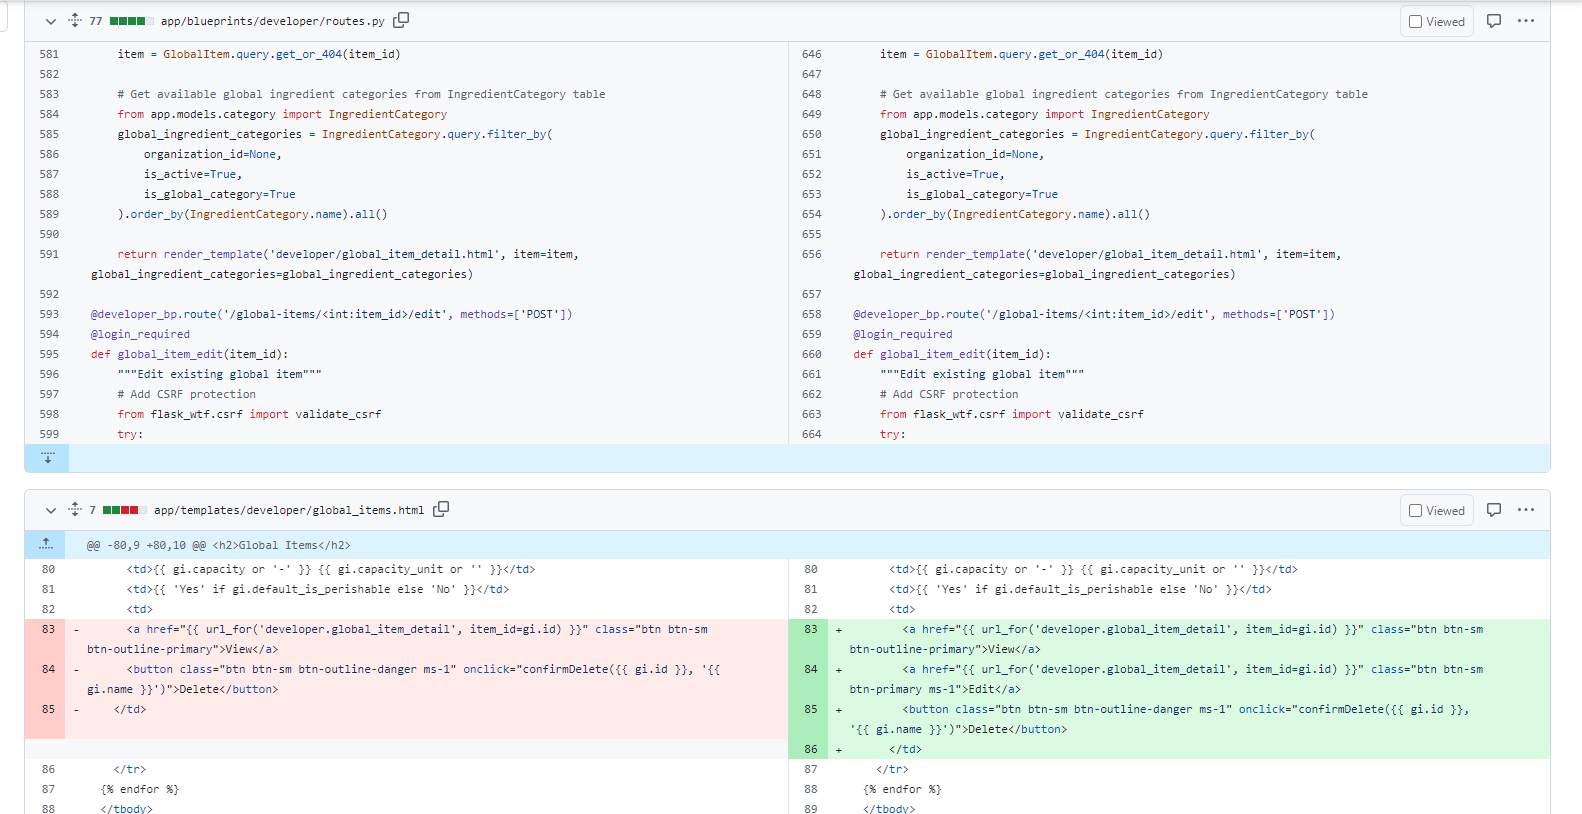 77 app/blueprints/developer/routes.py Viewed
581 item = GlobalItem.query.get_or_404(item_id)
582
583 # Get available global ingredient categories from IngredientCategory table
584 from app.models.category import IngredientCategory
585 global_ingredient_categories = IngredientCategory.query.filter_by(
586 organization_id=None,
587 is_active=True,
588 is_global_category=True
589 ).order_by(IngredientCategory.name).all()
590
591 return render_template('developer/global_item_detail.html', item=item,
global_ingredient_categories=global_ingredient_categories)
592
593 @developer_bp.route('/global-items/<int:item_id>/edit', methods=['POST'])
594 @login_required
595 def global_item_edit(item_id):
596 """Edit existing global item"""
597 # Add CSRF protection
598 from flask_wtf.csrf import validate_csrf
599 try:
646 item = GlobalItem.query.get_or_404(item_id)
647
648 # Get available global ingredient categories from IngredientCategory table
649 from app.models.category import IngredientCategory
650 global_ingredient_categories = IngredientCategory.query.filter_by(
651 organization_id=None,
652 is_active=True,
653 is_global_category=True
654 ).order_by(IngredientCategory.name).all()
655
656 return render_template('developer/global_item_detail.html', item=item,
global_ingredient_categories=global_ingredient_categories)
657
658 @developer_bp.route('/global-items/<int:item_id>/edit', methods=['POST'])
659 @login_required
660 def global_item_edit(item_id):
661 """Edit existing global item"""
662 # Add CSRF protection
663 from flask_wtf.csrf import validate_csrf
664 try:
7 app/templates/developer/global_items.html Viewed
@@ -80,9 +80,10 @@ <h2>Global Items</h2>
80 <td>{{ gi.capacity or '-' }} {{ gi.capacity_unit or '' }}</td>
81 <td>{{ 'Yes' if gi.default_is_perishable else 'No' }}</td>
82 <td>
83 - <a href="{{ url_for('developer.global_item_detail', item_id=gi.id) }}" class="btn btn-sm
btn-outline-primary">View</a>
84 - <button class="btn btn-sm btn-outline-danger ms-1" onclick="confirmDelete({{ gi.id }}, '{{
gi.name }}')">Delete</button>
85 - </td>
86 </tr>
87 {% endfor %}
88 </tbody>
80 <td>{{ gi.capacity or '-' }} {{ gi.capacity_unit or '' }}</td>
81 <td>{{ 'Yes' if gi.default_is_perishable else 'No' }}</td>
82 <td>
83 + <a href="{{ url_for('developer.global_item_detail', item_id=gi.id) }}" class="btn btn-sm
btn-outline-primary">View</a>
84 + <a href="{{ url_for('developer.global_item_detail', item_id=gi.id) }}" class="btn btn-sm
btn-primary ms-1">Edit</a>
85 + <button class="btn btn-sm btn-outline-danger ms-1" onclick="confirmDelete({{ gi.id }},
'{{ gi.name }}')">Delete</button>
86 + </td>
87 </tr>
88 {% endfor %}
89 </tbody>